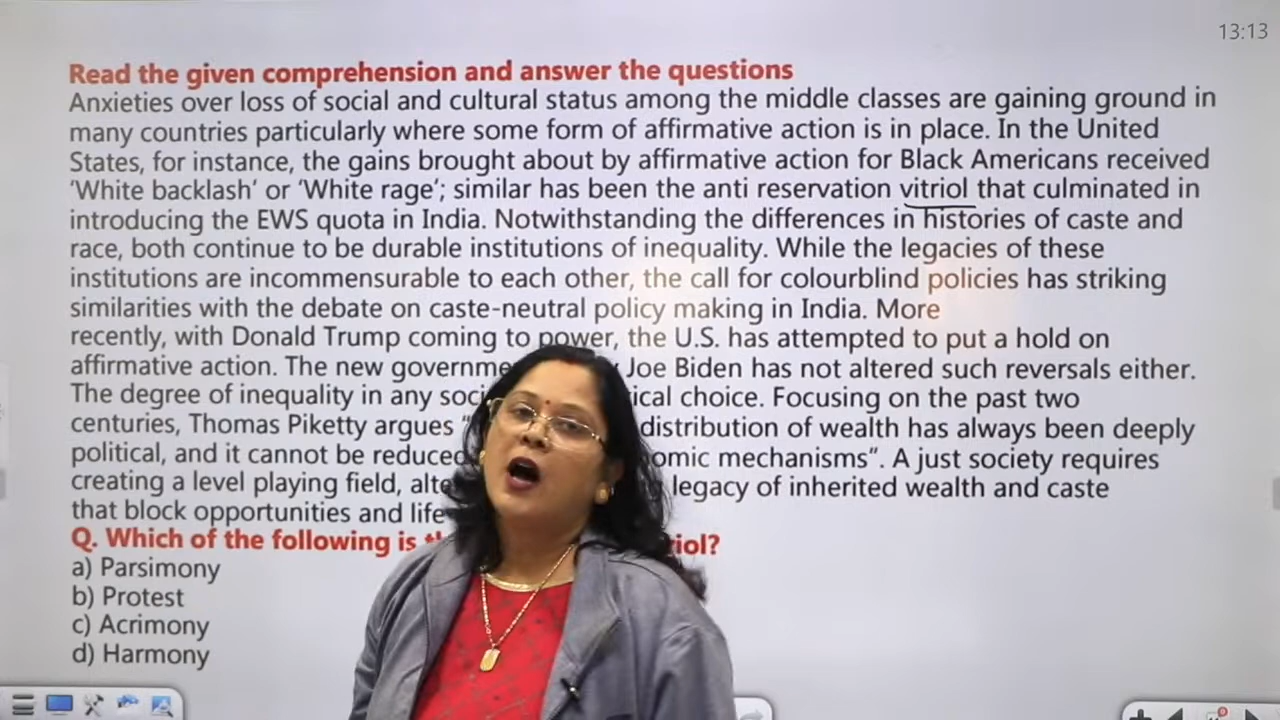 13:13
Read the given comprehension and answer the questions
Anxieties over loss of social and cultural status among the middle classes are gaining ground in
many countries particularly where some form of affirmative action is in place. In the United
States, for instance, the gains brought about by affirmative action for Black Americans received
‘White backlash’ or ‘White rage’; similar has been the anti reservation vitriol that culminated in
introducing the EWS quota in India. Notwithstanding the differences in histories of caste and
race, both continue to be durable institutions of inequality. While the legacies of these
institutions are incommensurable to each other, the call for colourblind policies has striking
similarities with the debate on caste-neutral policy making in India. More
recently, with Donald Trump coming to power, the U.S. has attempted to put a hold on
affirmative action. The new Joe Biden has not altered such reversals either.
The degree of inequality in any choice. Focusing on the past two
centuries, Thomas Piketty argues distribution of wealth has always been deeply
political, and it cannot be reduced mechanisms“. A just society requires
creating a level playing field, legacy of inherited wealth and caste
that block opportunities and life
Q. Which of the following is
a) Parsimony
b) Protest
c) Acrimony
d) Harmony